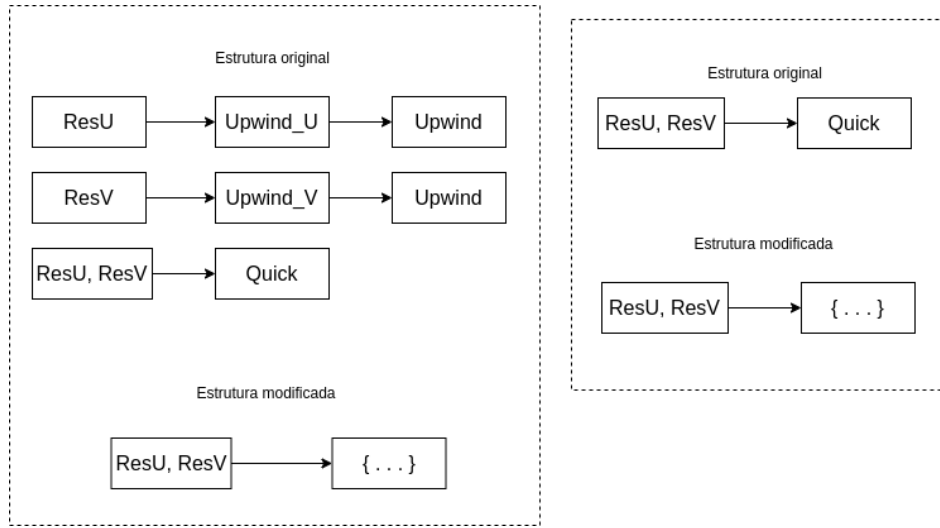 Estrutura original
ResU
Upwind_U
Upwind
ResV
Upwind_V
Upwind
ResU, ResV
Quick
Estrutura modificada
ResU, ResV
{ . . . }
Estrutura original
ResU, ResV
Quick
Estrutura modificada
ResU, ResV
{ . . . }